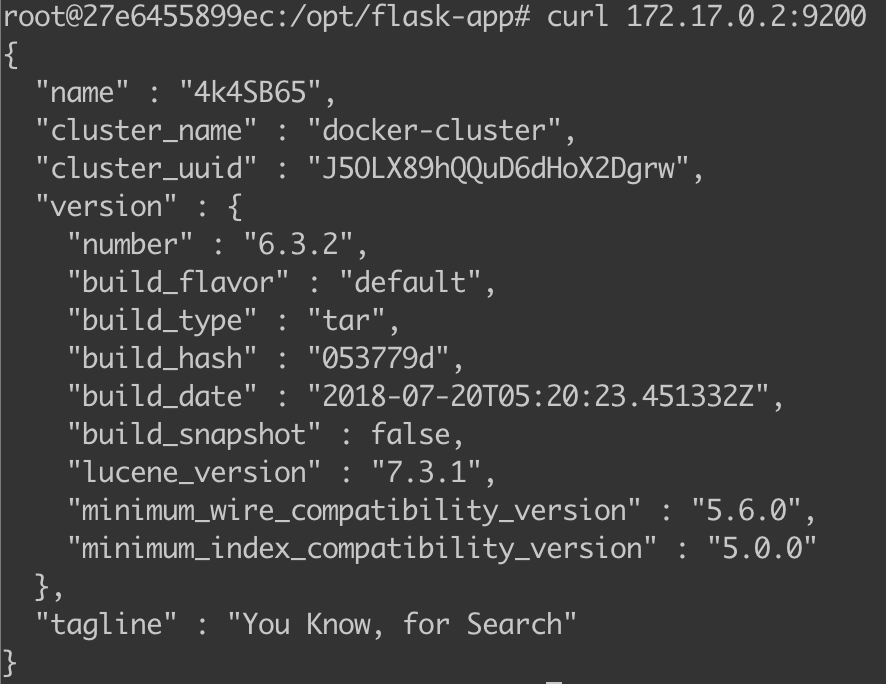 root@27e6455899ec:/opt/flask-app# curl 172.17.0.2:9200
{
  "name" : "4k4SB65",
  "cluster_name" : "docker-cluster",
  "cluster_uuid" : "J5OLX89hQQuD6dHoX2Dgrw",
  "version" : {
    "number" : "6.3.2",
    "build_flavor" : "default",
    "build_type" : "tar",
    "build_hash" : "053779d",
    "build_date" : "2018-07-20T05:20:23.451332Z",
    "build_snapshot" : false,
    "lucene_version" : "7.3.1",
    "minimum_wire_compatibility_version" : "5.6.0",
    "minimum_index_compatibility_version" : "5.0.0"
  },
  "tagline" : "You Know, for Search"
}